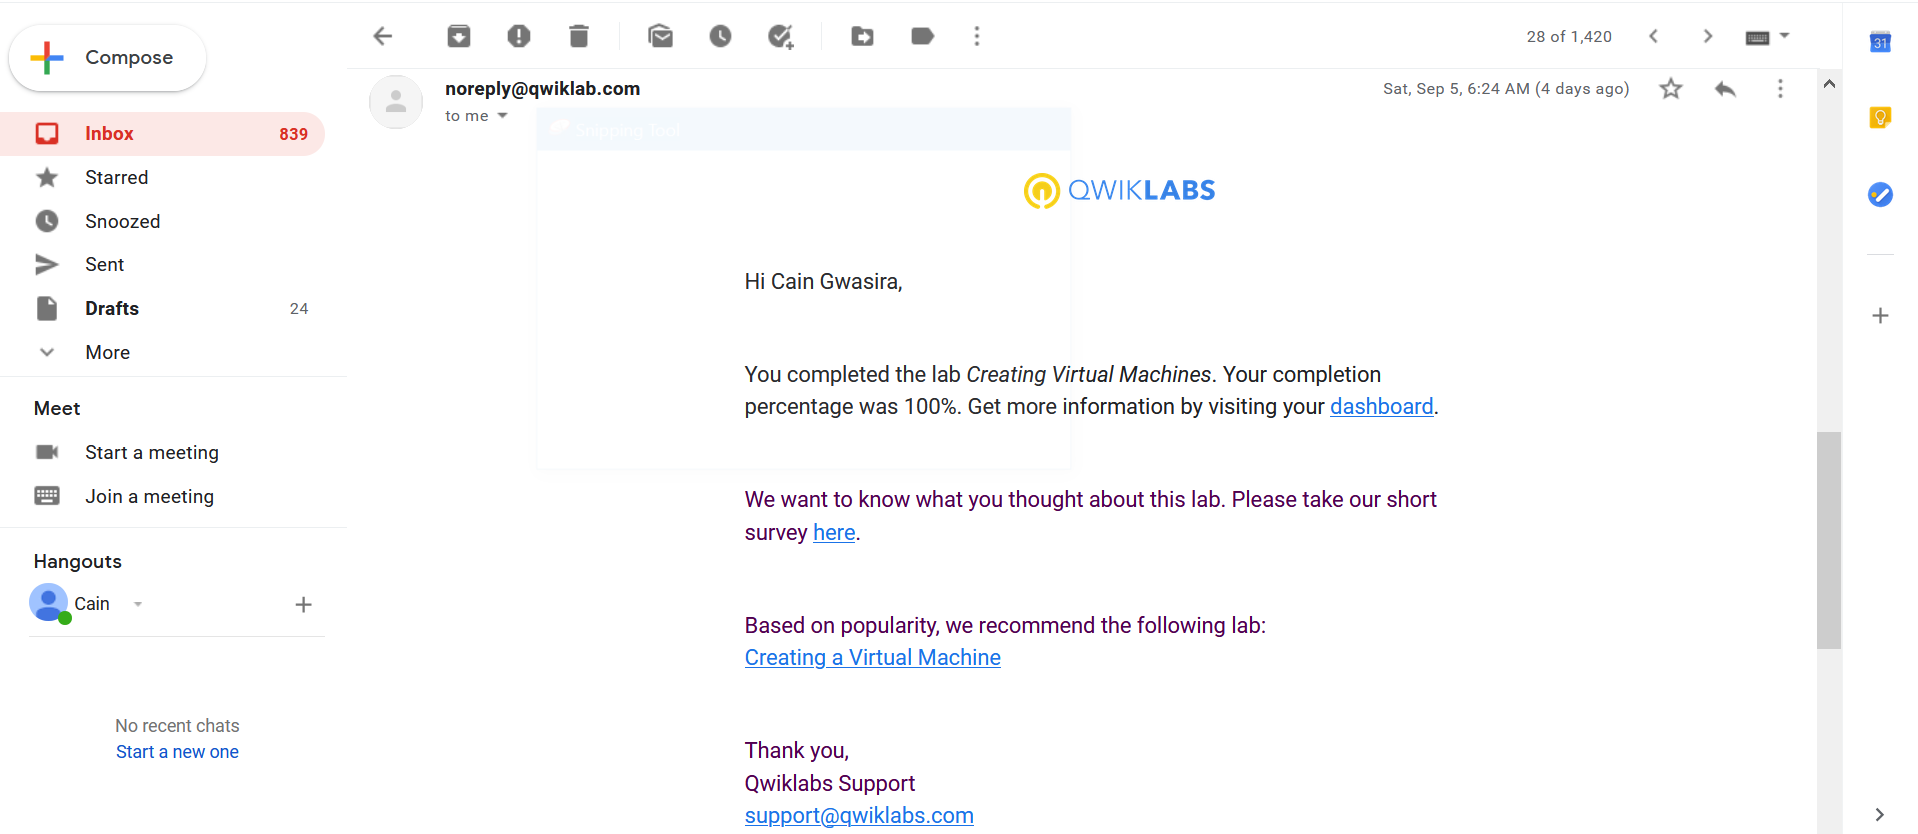 Compose
Inbox 839
Starred
Snoozed
Sent
Drafts 24
More
Meet
Start a meeting
Join a meeting
Hangouts
Cain
No recent chats
Start a new one
28 of 1,420
31
noreply@qwiklab.com
Sat, Sep 5, 6:24 AM (4 days ago)
to me
Snipping Tool
QWIKLABS
Hi Cain Gwasira,
You completed the lab Creating Virtual Machines. Your completion
percentage was 100%. Get more information by visiting your dashboard.
We want to know what you thought about this lab. Please take our short
survey here.
Based on popularity, we recommend the following lab:
Creating a Virtual Machine
Thank you,
Qwiklabs Support
support@qwiklabs.com